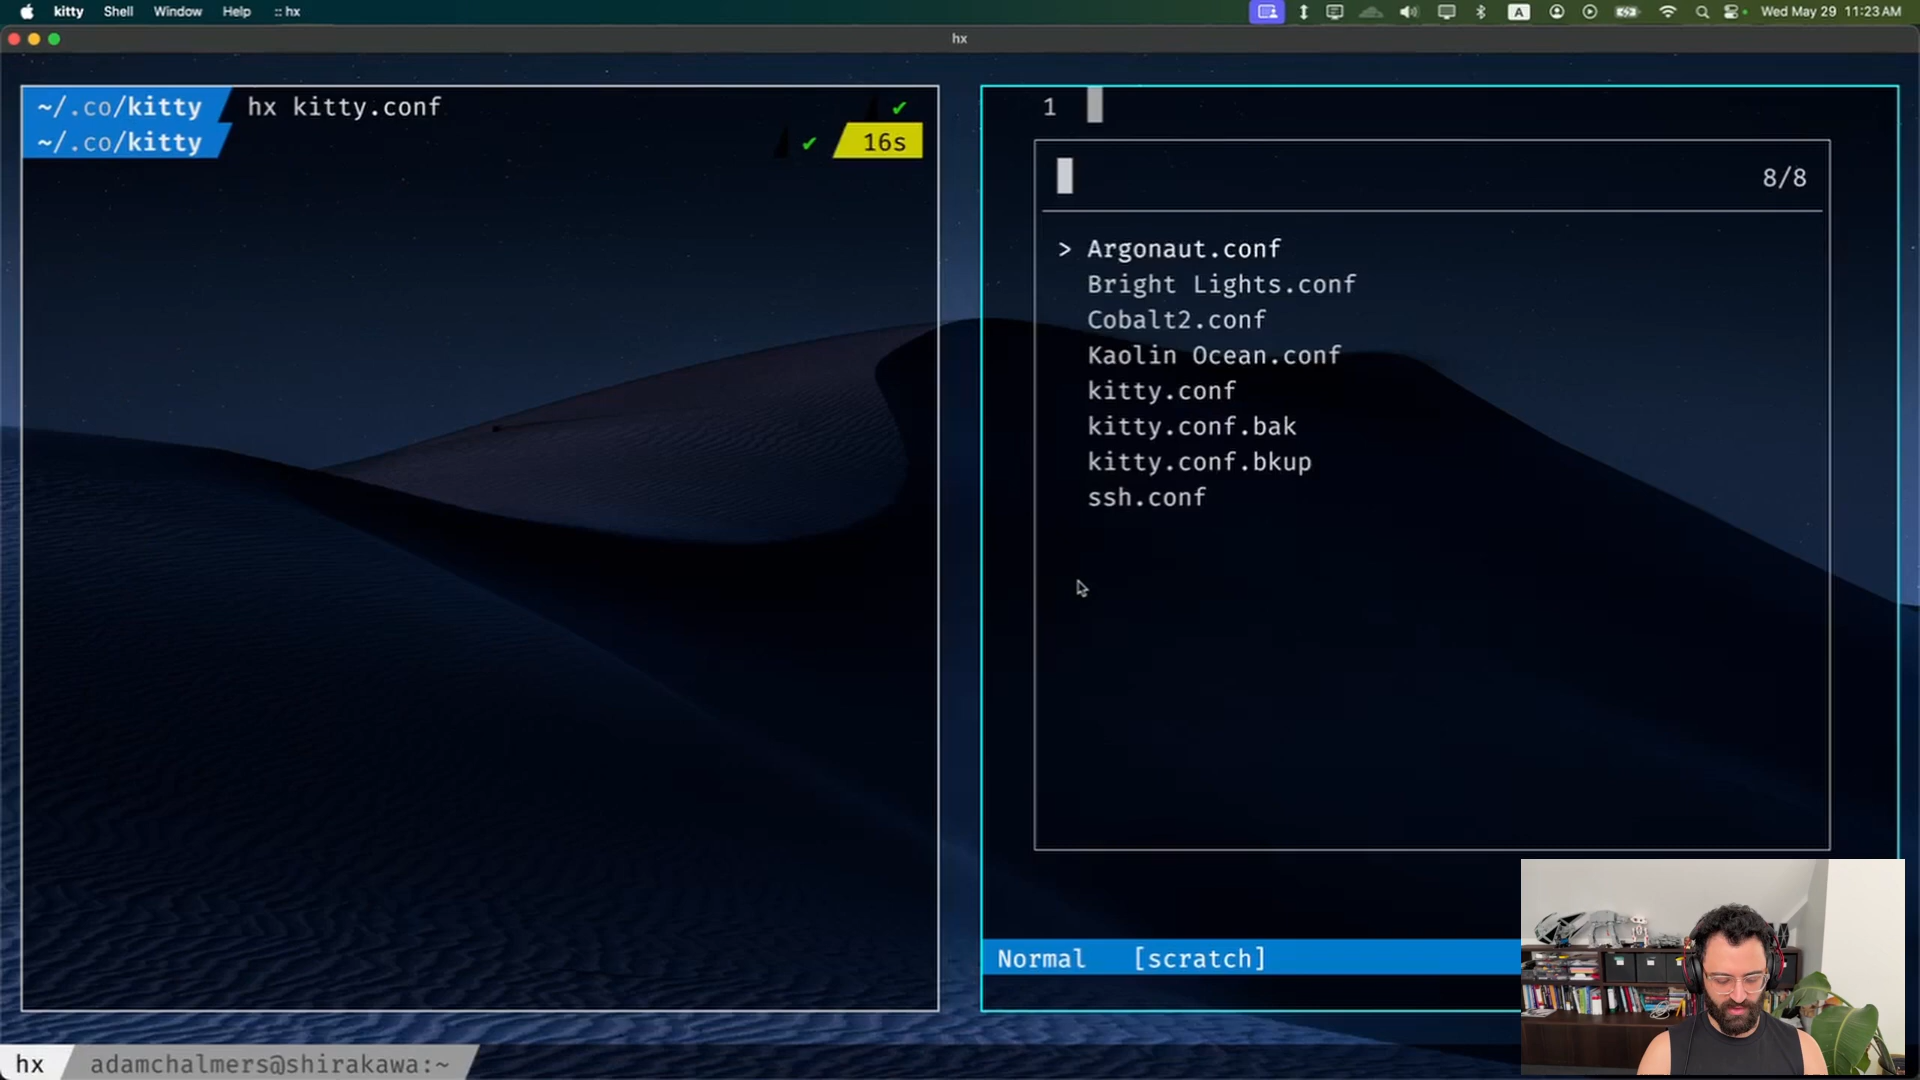 kitty Shell Window Help :: hx
A Wed May 29 11:23 AM
hx
~/.co/kitty hx kitty.conf ✔
~/.co/kitty ✔ 16s
1
8/8
> Argonaut.conf
Bright Lights.conf
Cobalt2.conf
Kaolin Ocean.conf
kitty.conf
kitty.conf.bak
kitty.conf.bkup
ssh.conf
Normal [scratch]
hx adamchalmers@shirakawa:~